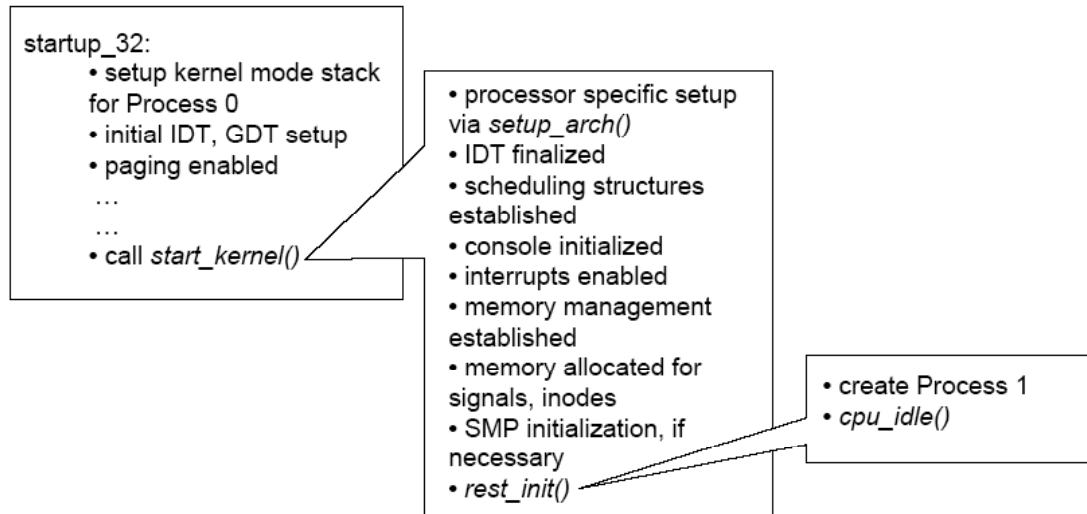 startup_32:
• setup kernel mode stack
for Process 0
• initial IDT, GDT setup
• paging enabled
…
…
• call start_kernel()
• processor specific setup
via setup_arch()
• IDT finalized
• scheduling structures
established
• console initialized
• interrupts enabled
• memory management
established
• memory allocated for
signals, inodes
• SMP initialization, if
necessary
• rest_init()
• create Process 1
• cpu_idle()